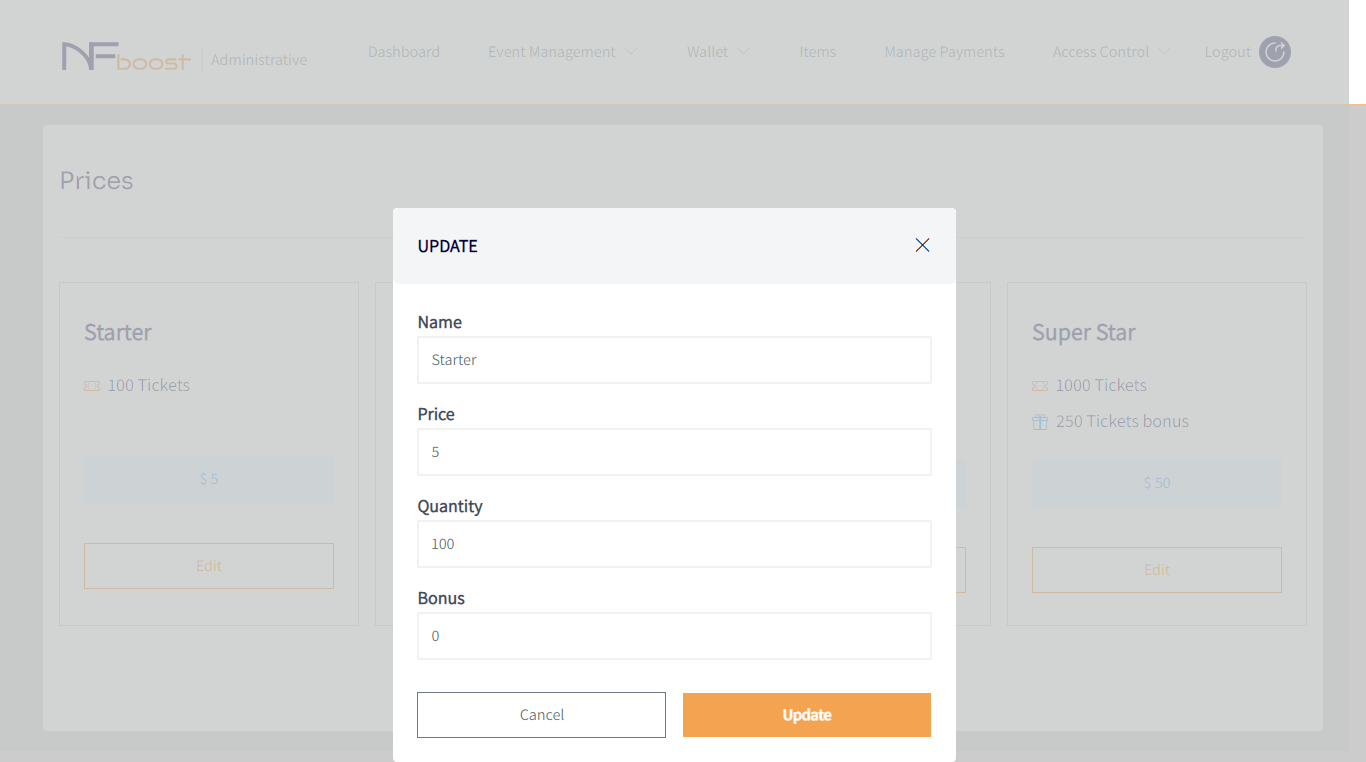 NFboost | Administrative
Dashboard
Event Management
Wallet
Items
Manage Payments
Access Control
Logout
Prices
UPDATE
Name
Starter
Price
5
Quantity
100
Bonus
0
Cancel
Update
Starter
100 Tickets
$ 5
Edit
Super Star
1000 Tickets
250 Tickets bonus
$ 50
Edit